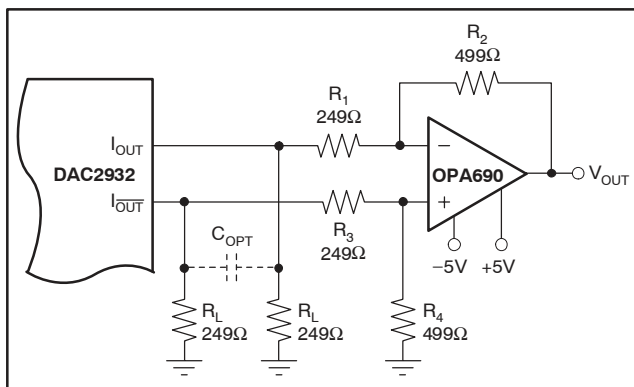 R2
499Ω
R1
249Ω
IOUT
DAC2932
IOUT
−
OPA690
+
VOUT
COPT
R3
249Ω
−5V
+5V
RL
249Ω
RL
249Ω
R4
499Ω